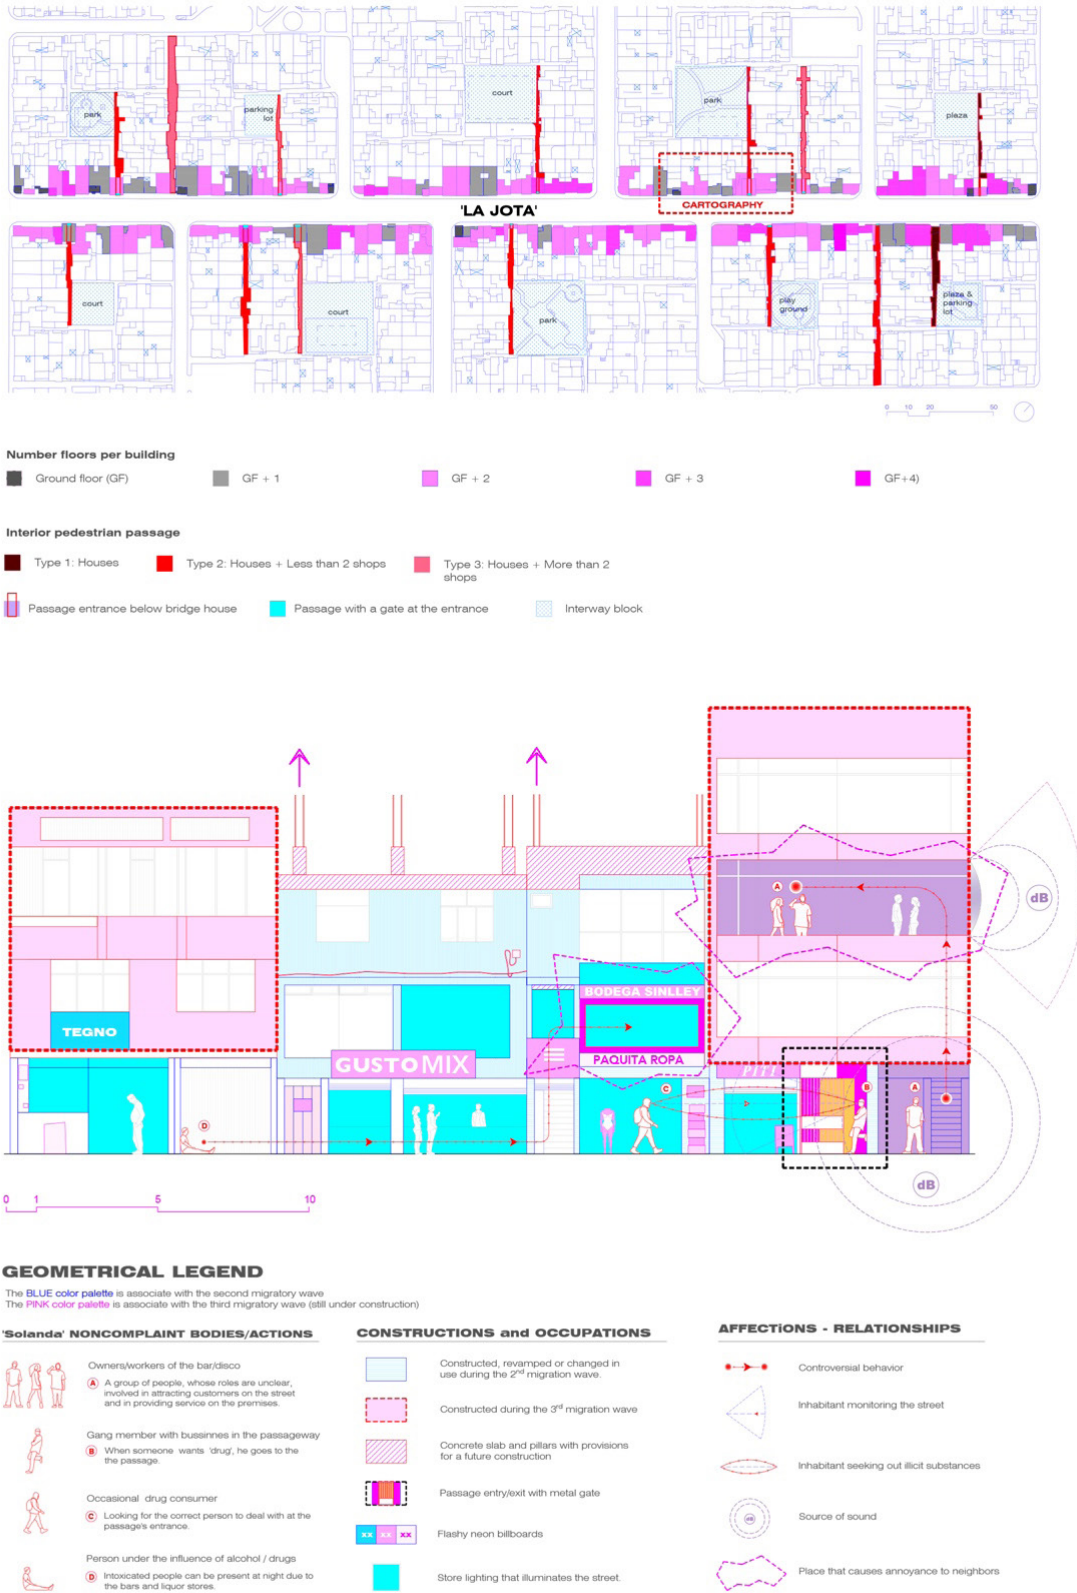 park
parking
lot
court
park
plaza
CARTOGRAPHY
'LA JOTA'
court
court
park
play
ground
plaza &
parking
lot
0 10 20 50
Number floors per building
Ground floor (GF)
GF + 1
GF + 2
GF + 3
GF+4)
Interior pedestrian passage
Type 1: Houses
Type 2: Houses + Less than 2 shops
Type 3: Houses + More than 2
shops
Passage entrance below bridge house
Passage with a gate at the entrance
Interway block
A
dB
TEGNO
GUSTOMIX
BODEGA SINLLEY
PAQUITA ROPA
PITI
D
C
B
A
dB
0 1 5 10
GEOMETRICAL LEGEND
The BLUE color palette is associate with the second migratory wave
The PINK color palette is associate with the third migratory wave (still under construction)
'Solanda' NONCOMPLAINT BODIES/ACTIONS
Owners/workers of the bar/disco
A A group of people, whose roles are unclear,
involved in attracting customers on the street
and in providing service on the premises.
Gang member with bussinnes in the passageway
B When someone wants 'drug', he goes to the
the passage.
Occasional drug consumer
C Looking for the correct person to deal with at the
passage's entrance.
Person under the influence of alcohol / drugs
D Intoxicated people can be present at night due to
the bars and liquor stores.
CONSTRUCTIONS and OCCUPATIONS
Constructed, revamped or changed in
use during the 2nd migration wave.
Constructed during the 3rd migration wave
Concrete slab and pillars with provisions
for a future construction
Passage entry/exit with metal gate
xx xx xx
Flashy neon billboards
Store lighting that illuminates the street.
AFFECTiONS - RELATIONSHIPS
Controversial behavior
Inhabitant monitoring the street
Inhabitant seeking out illicit substances
dB
Source of sound
Place that causes annoyance to neighbors